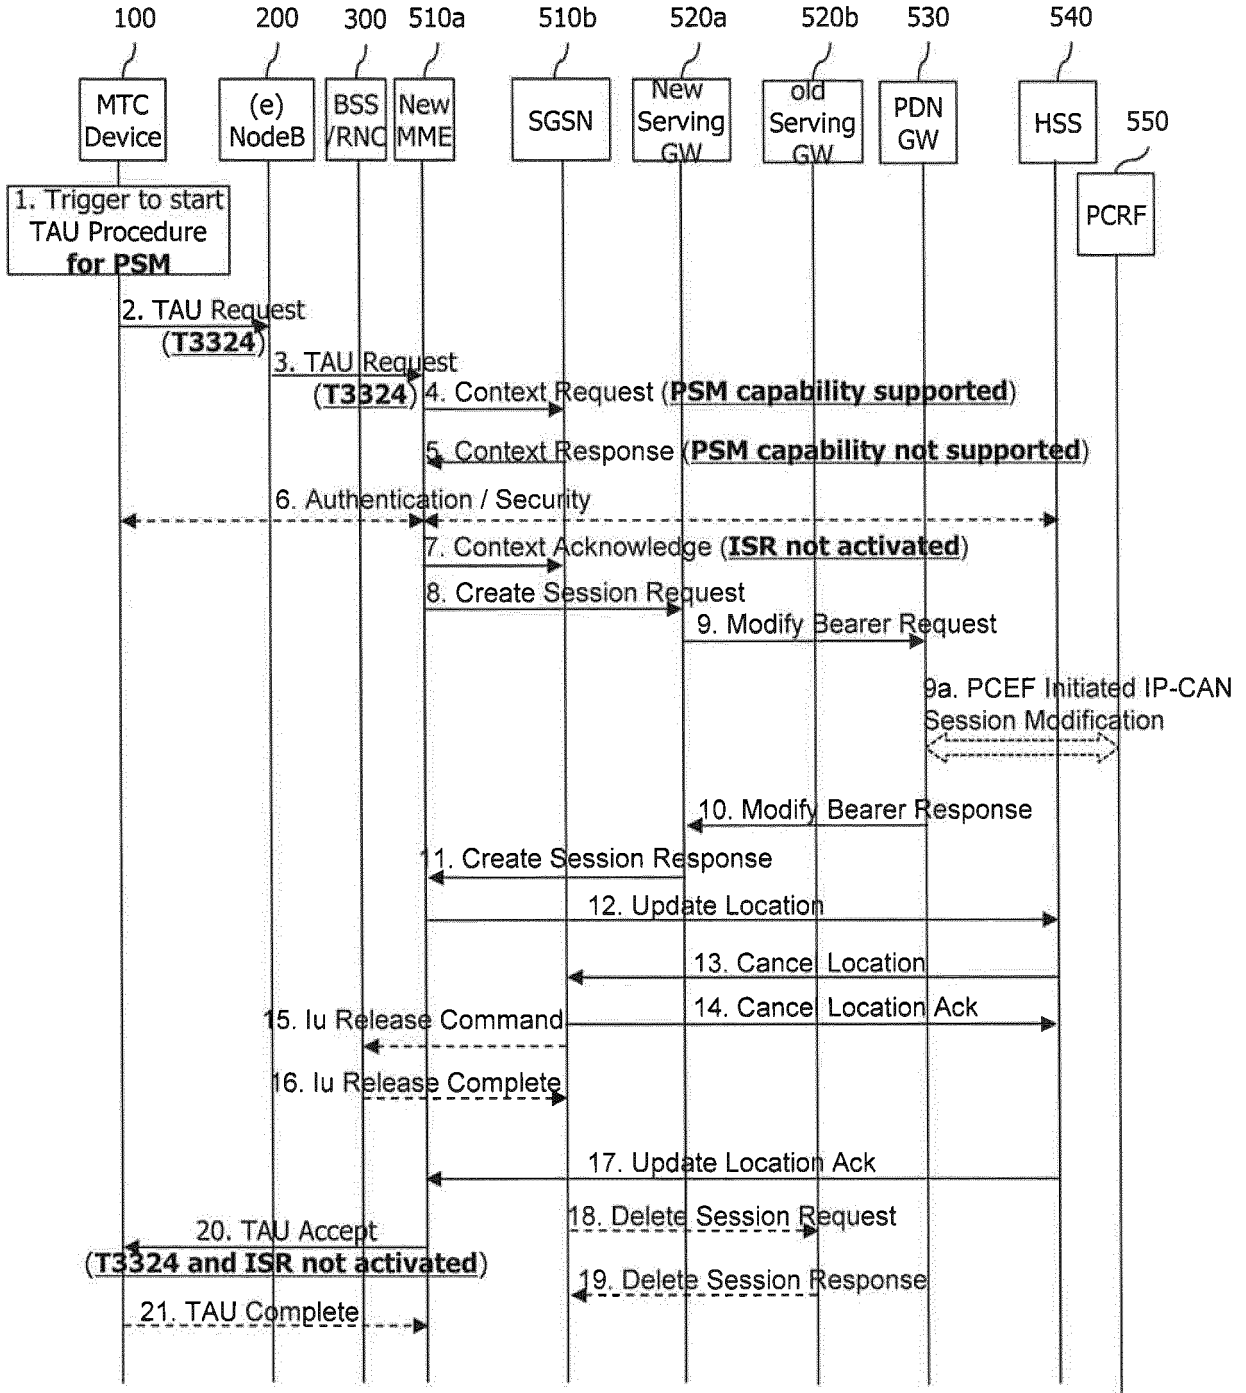 100 200 300 510a 510b 520a 520b 530 540
MTC Device
(e) NodeB
BSS /RNC
New MME
SGSN
New Serving GW
old Serving GW
PDN GW
HSS
550
PCRF
1. Trigger to start
TAU Procedure
for PSM
2. TAU Request
(T3324)
3. TAU Request
(T3324)
4. Context Request (PSM capability supported)
5. Context Response (PSM capability not supported)
6. Authentication / Security
7. Context Acknowledge (ISR not activated)
8. Create Session Request
9. Modify Bearer Request
9a. PCEF Initiated IP-CAN
Session Modification
10. Modify Bearer Response
11. Create Session Response
12. Update Location
13. Cancel Location
14. Cancel Location Ack
15. Iu Release Command
16. Iu Release Complete
17. Update Location Ack
18. Delete Session Request
20. TAU Accept
(T3324 and ISR not activated)
19. Delete Session Response
21. TAU Complete